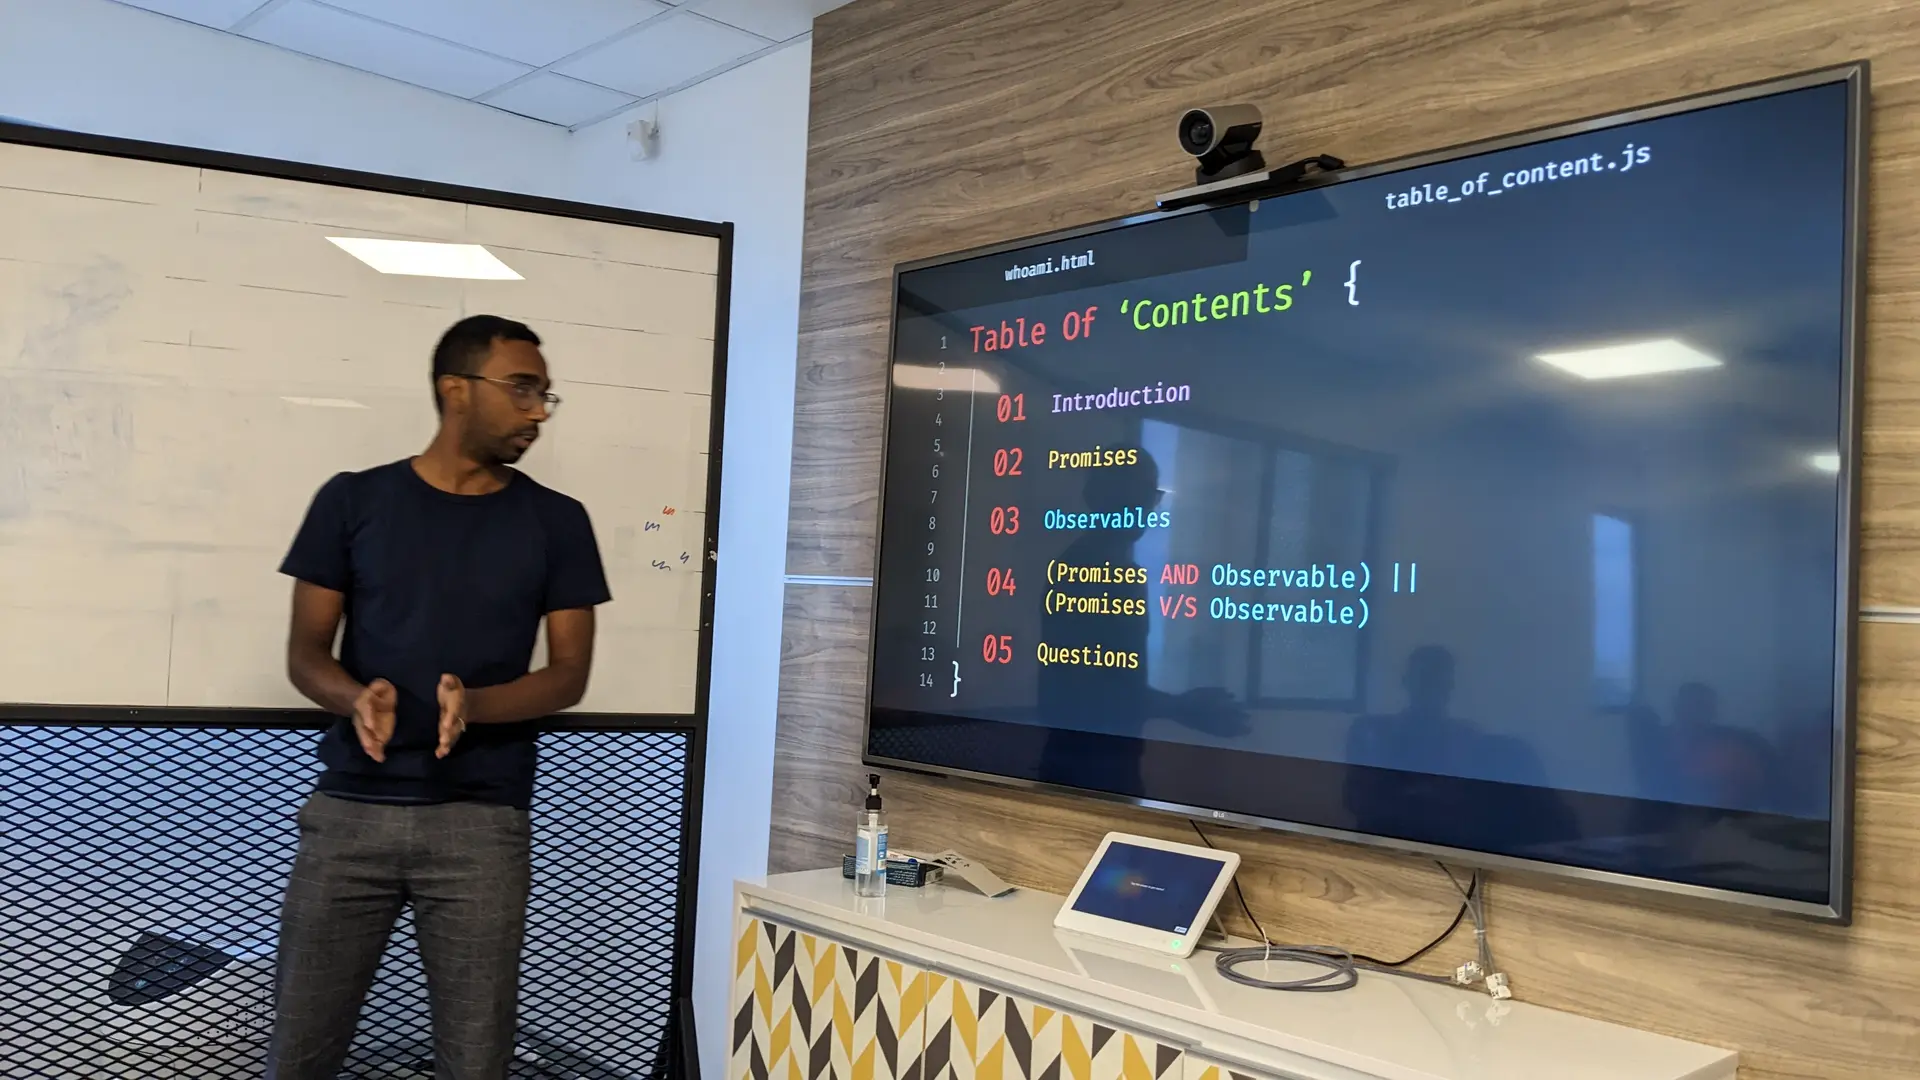 whoami.html
table_of_content.js
1 Table Of ‘Contents’ {
2
3
4
5
6
7
8
9
10
11
12
13
14
01 Introduction
02 Promises
03 Observables
04 (Promises AND Observable) ||
(Promises V/S Observable)
05 Questions
}
LG